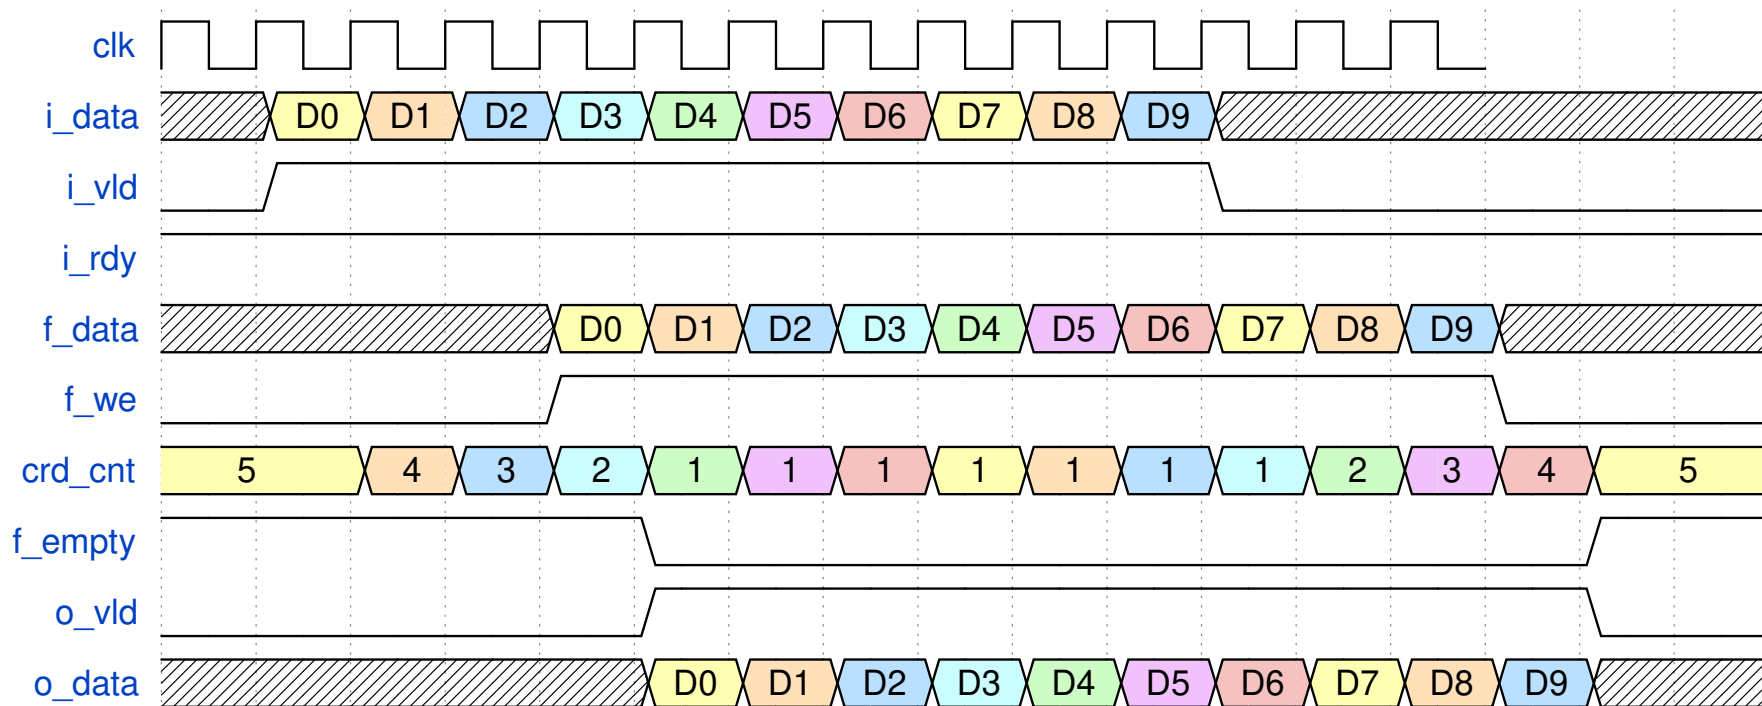 clk
i_data D0 D1 D2 D3 D4 D5 D6 D7 D8 D9
i_vld
i_rdy
f_data D0 D1 D2 D3 D4 D5 D6 D7 D8 D9
f_we
crd_cnt 5 4 3 2 1 1 1 1 1 1 1 2 3 4 5
f_empty
o_vld
o_data D0 D1 D2 D3 D4 D5 D6 D7 D8 D9